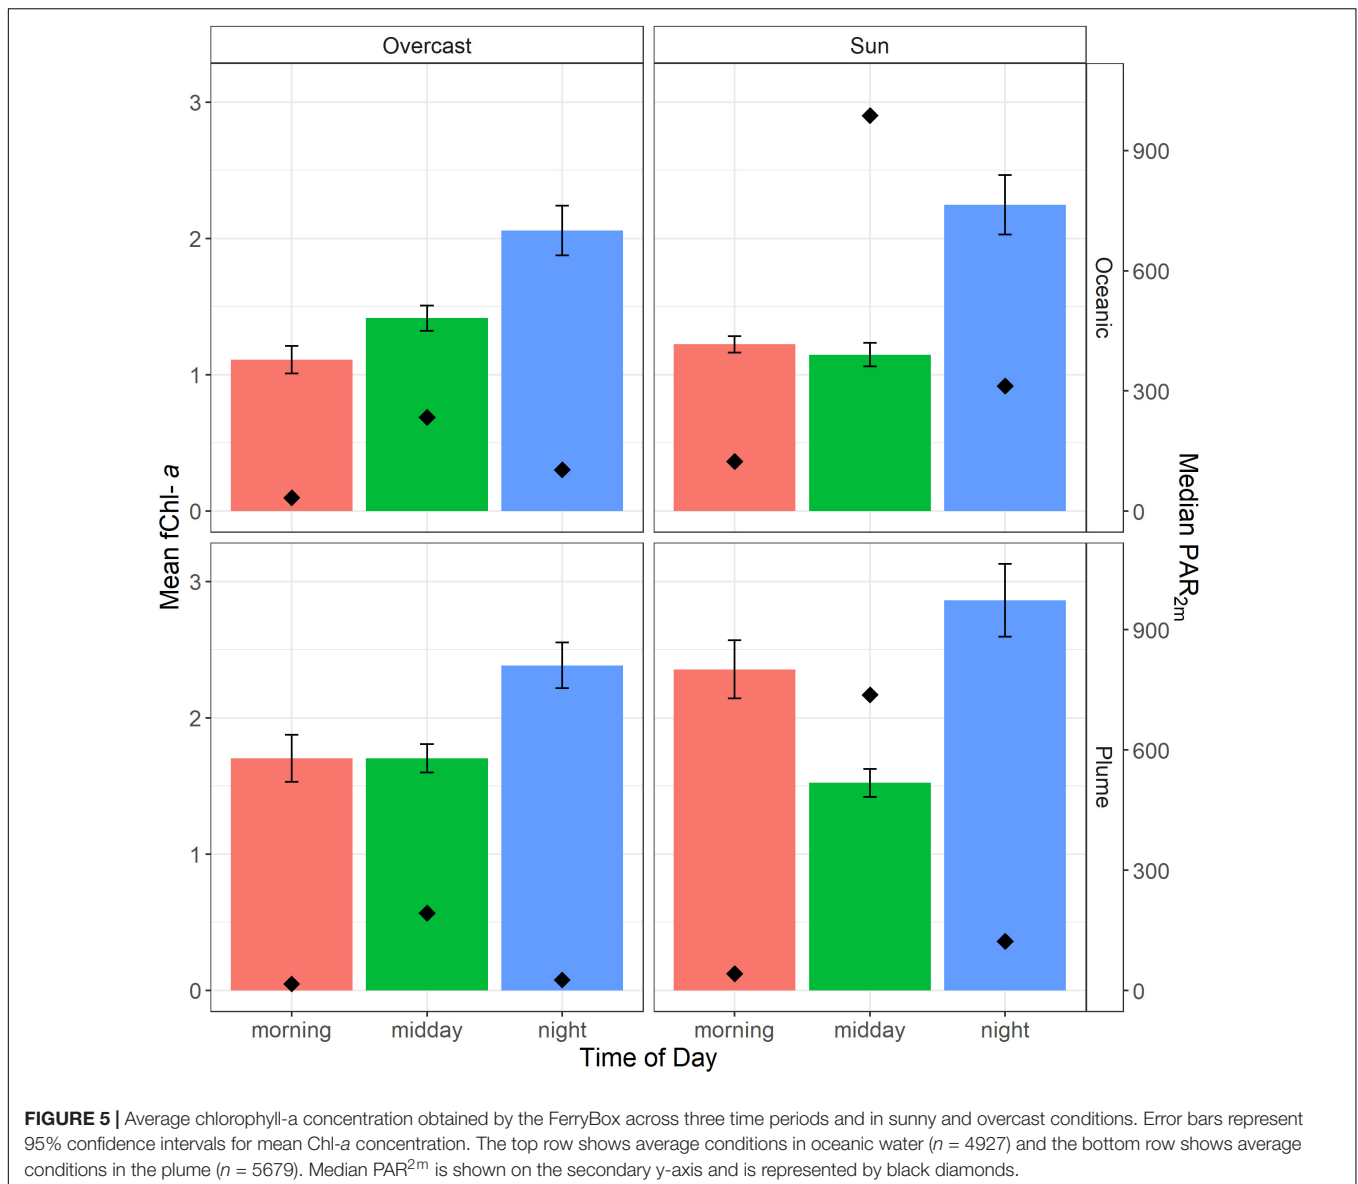 Overcast
Sun
3
2
1
0
900
600
300
0
Oceanic
3
2
1
0
900
600
300
0
Plume
Mean fChl- a
Median PAR2m
morning midday night
morning midday night
Time of Day
FIGURE 5 | Average chlorophyll-a concentration obtained by the FerryBox across three time periods and in sunny and overcast conditions. Error bars represent
95% confidence intervals for mean Chl-a concentration. The top row shows average conditions in oceanic water (n = 4927) and the bottom row shows average
conditions in the plume (n = 5679). Median PAR2m is shown on the secondary y-axis and is represented by black diamonds.